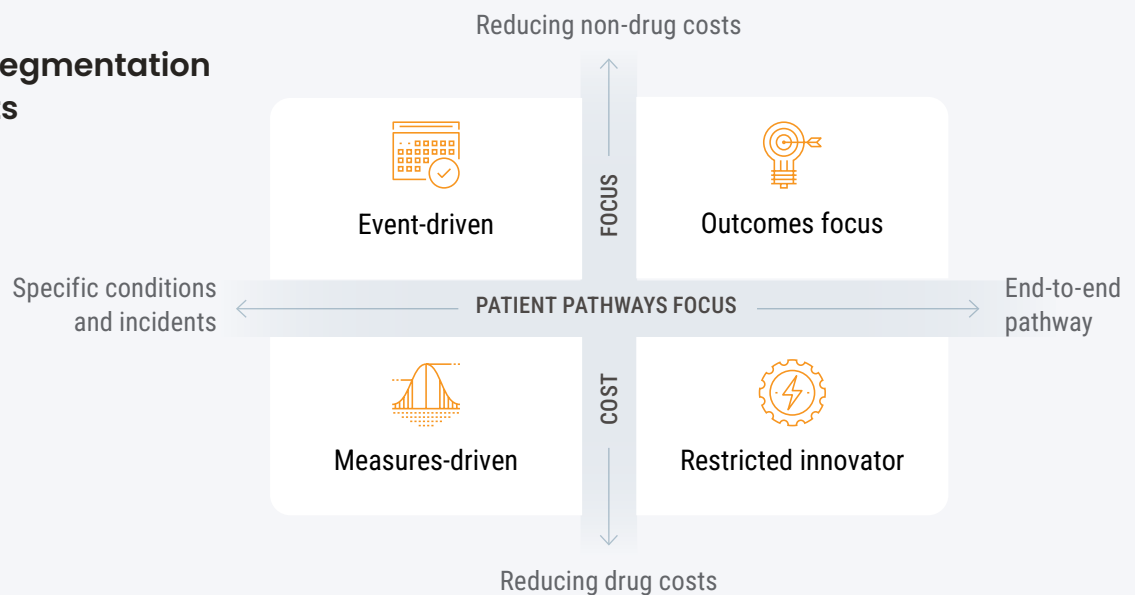 Reducing non-drug costs
egmentation
ts
Event-driven
Outcomes focus
FOCUS
Specific conditions
and incidents
PATIENT PATHWAYS FOCUS
End-to-end
pathway
COST
Measures-driven
Restricted innovator
Reducing drug costs